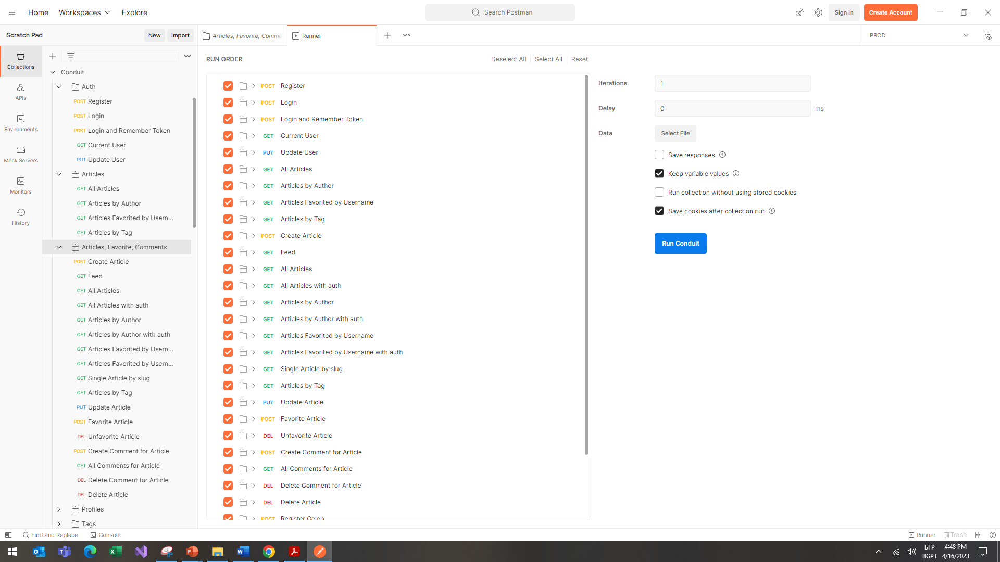 Home
Workspaces
Explore
Search Postman
Sign In
Create Account
Scratch Pad
New
Import
Articles, Favorite, Comme
Runner
PROD
Collections
APIs
Environments
Mock Servers
Monitors
History
Conduit
Auth
POST Register
POST Login
POST Login and Remember Token
GET Current User
PUT Update User
Articles
GET All Articles
GET Articles by Author
GET Articles Favorited by Usern...
GET Articles by Tag
Articles, Favorite, Comments
POST Create Article
GET Feed
GET All Articles
GET All Articles with auth
GET Articles by Author
GET Articles by Author with auth
GET Articles Favorited by Usern...
GET Articles Favorited by Usern...
GET Single Article by slug
GET Articles by Tag
PUT Update Article
POST Favorite Article
DEL Unfavorite Article
POST Create Comment for Article
GET All Comments for Article
DEL Delete Comment for Article
DEL Delete Article
Profiles
Tags
RUN ORDER
Deselect All
Select All
Reset
POST Register
POST Login
POST Login and Remember Token
GET Current User
PUT Update User
GET All Articles
GET Articles by Author
GET Articles Favorited by Username
GET Articles by Tag
POST Create Article
GET Feed
GET All Articles
GET All Articles with auth
GET Articles by Author
GET Articles by Author with auth
GET Articles Favorited by Username
GET Articles Favorited by Username with auth
GET Single Article by slug
GET Articles by Tag
PUT Update Article
POST Favorite Article
DEL Unfavorite Article
POST Create Comment for Article
GET All Comments for Article
DEL Delete Comment for Article
DEL Delete Article
POST Register Celeb
Iterations
1
Delay
0
ms
Data
Select File
Save responses
Keep variable values
Run collection without using stored cookies
Save cookies after collection run
Run Conduit
Find and Replace
Console
Runner
Trash
БГР
BGPT
4:48 PM
4/16/2023